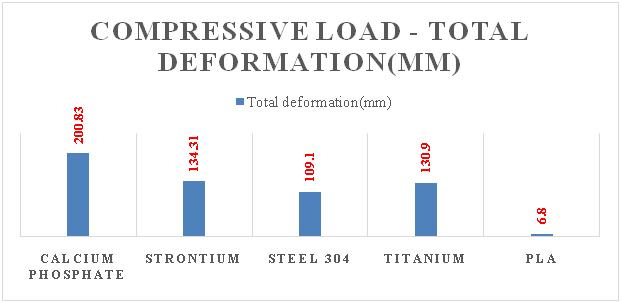 COMPRESSIVE LOAD - TOTAL
DEFORMATION(MM)
Total deformation(mm)
200.83
134.31
109.1
130.9
6.8
CALCIUM
PHOSPHATE
STRONTIUM
STEEL 304
TITANIUM
PLA